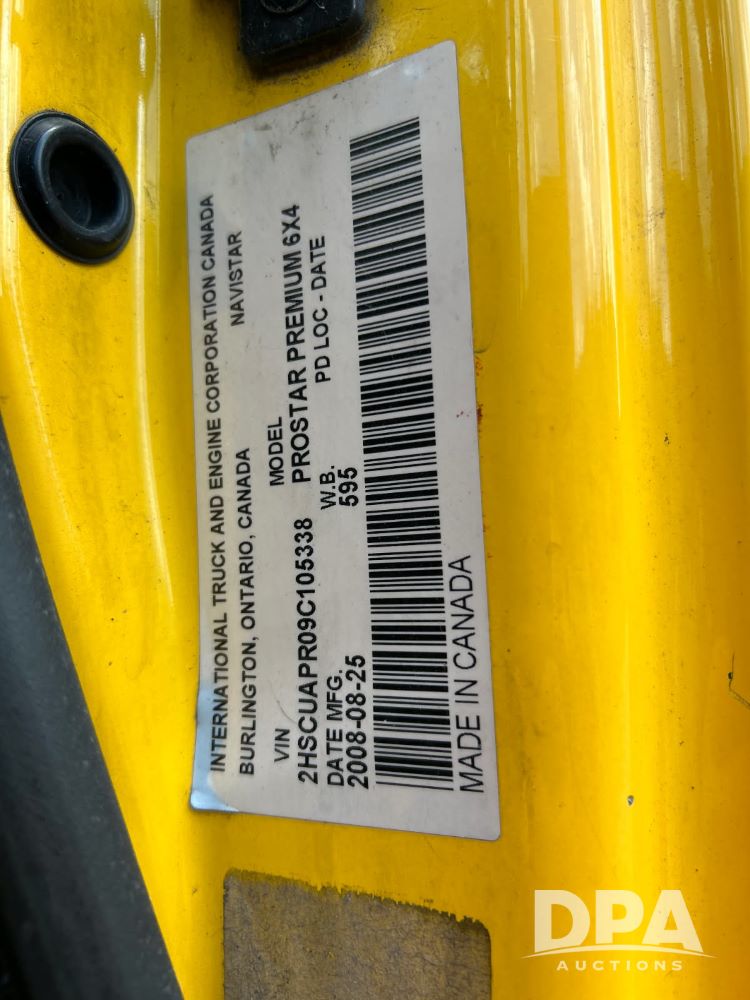 INTERNATIONAL TRUCK AND ENGINE CORPORATION CANADA
BURLINGTON, ONTARIO, CANADA NAVISTAR
VIN MODEL
2HSCUAPR09C105338 PROSTAR PREMIUM 6X4
DATE MFG. W.B. PD LOC - DATE
2008-08-25 595
MADE IN CANADA
DPA
AUCTIONS